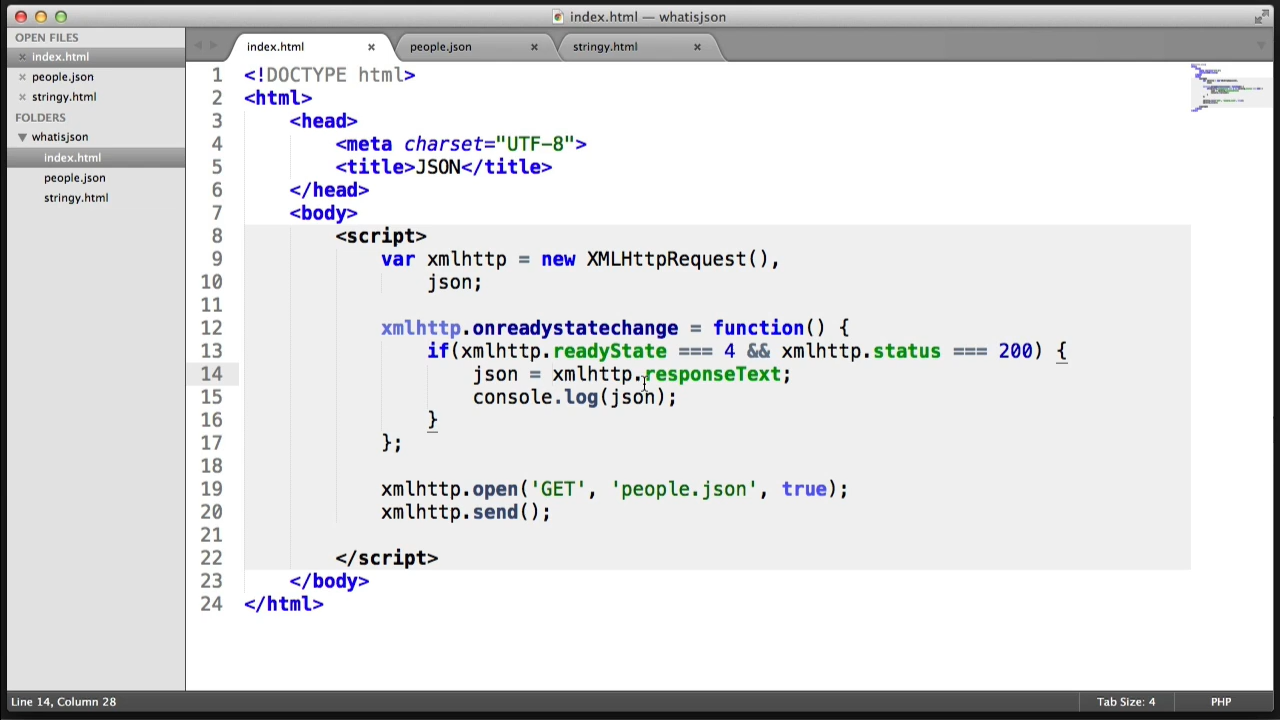 index.html — whatisjson
OPEN FILES
index.html
people.json
stringy.html
FOLDERS
whatisjson
index.html
people.json
stringy.html
index.html
people.json
stringy.html
1 <!DOCTYPE html>
2 <html>
3 <head>
4 <meta charset="UTF-8">
5 <title>JSON</title>
6 </head>
7 <body>
8 <script>
9 var xmlhttp = new XMLHttpRequest(),
10 json;
11
12 xmlhttp.onreadystatechange = function() {
13 if(xmlhttp.readyState === 4 && xmlhttp.status === 200) {
14 json = xmlhttp.responseText;
15 console.log(json);
16 }
17 };
18
19 xmlhttp.open('GET', 'people.json', true);
20 xmlhttp.send();
21
22 </script>
23 </body>
24 </html>
Line 14, Column 28
Tab Size: 4
PHP